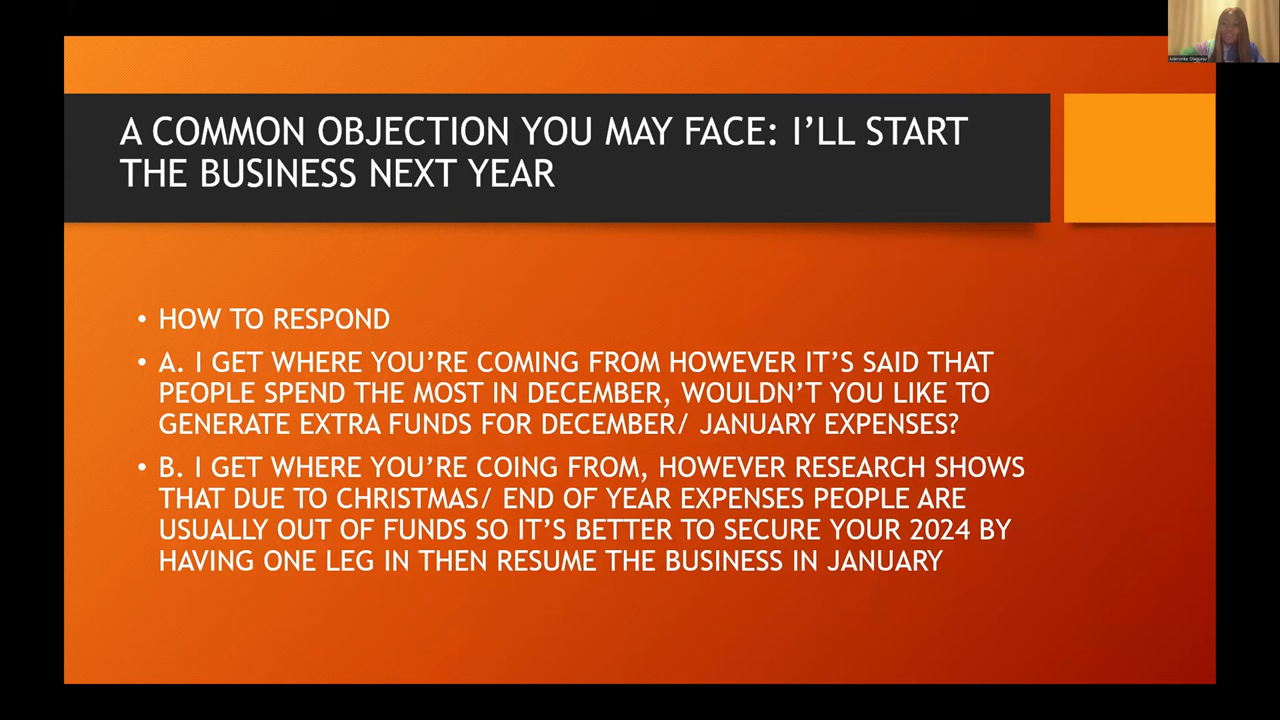 A COMMON OBJECTION YOU MAY FACE: I’LL START
THE BUSINESS NEXT YEAR
• HOW TO RESPOND
• A. I GET WHERE YOU’RE COMING FROM HOWEVER IT’S SAID THAT
PEOPLE SPEND THE MOST IN DECEMBER, WOULDN’T YOU LIKE TO
GENERATE EXTRA FUNDS FOR DECEMBER/ JANUARY EXPENSES?
• B. I GET WHERE YOU’RE COING FROM, HOWEVER RESEARCH SHOWS
THAT DUE TO CHRISTMAS/ END OF YEAR EXPENSES PEOPLE ARE
USUALLY OUT OF FUNDS SO IT’S BETTER TO SECURE YOUR 2024 BY
HAVING ONE LEG IN THEN RESUME THE BUSINESS IN JANUARY